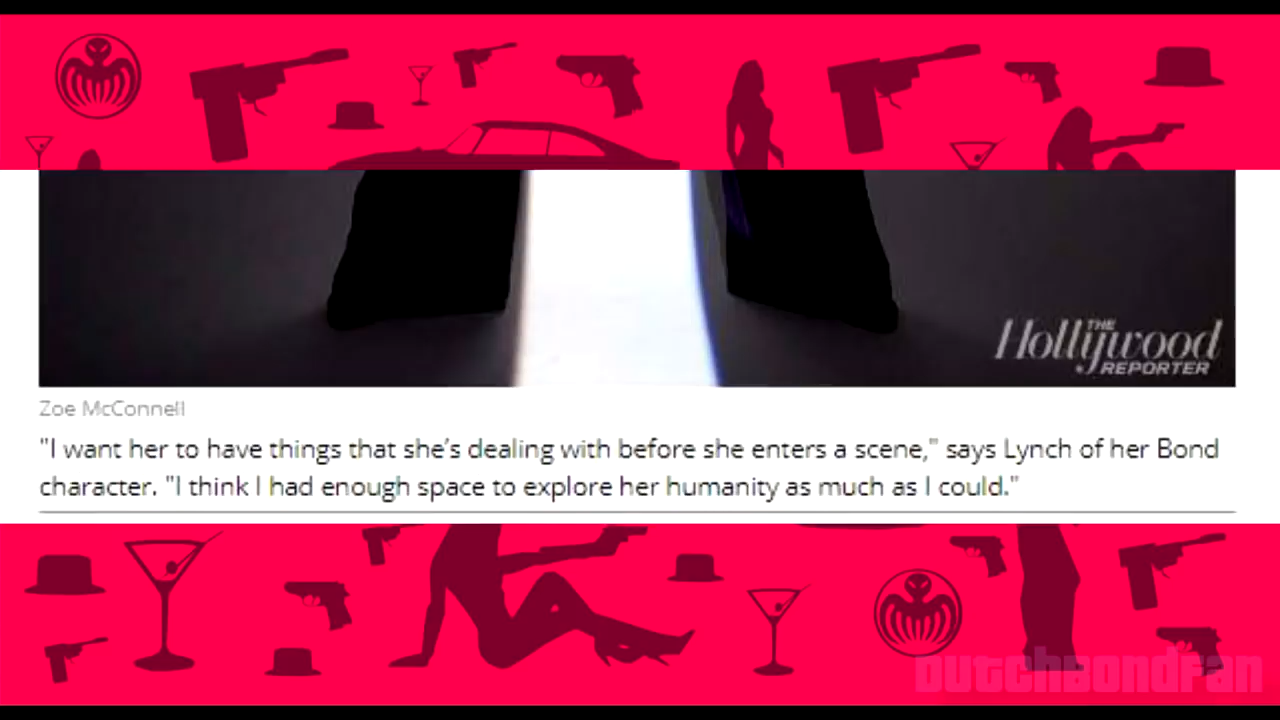 THE
Hollywood
REPORTER
Zoe McConnell
"I want her to have things that she's dealing with before she enters a scene," says Lynch of her Bond
character. "I think I had enough space to explore her humanity as much as I could."
DUTCHBONDFAN